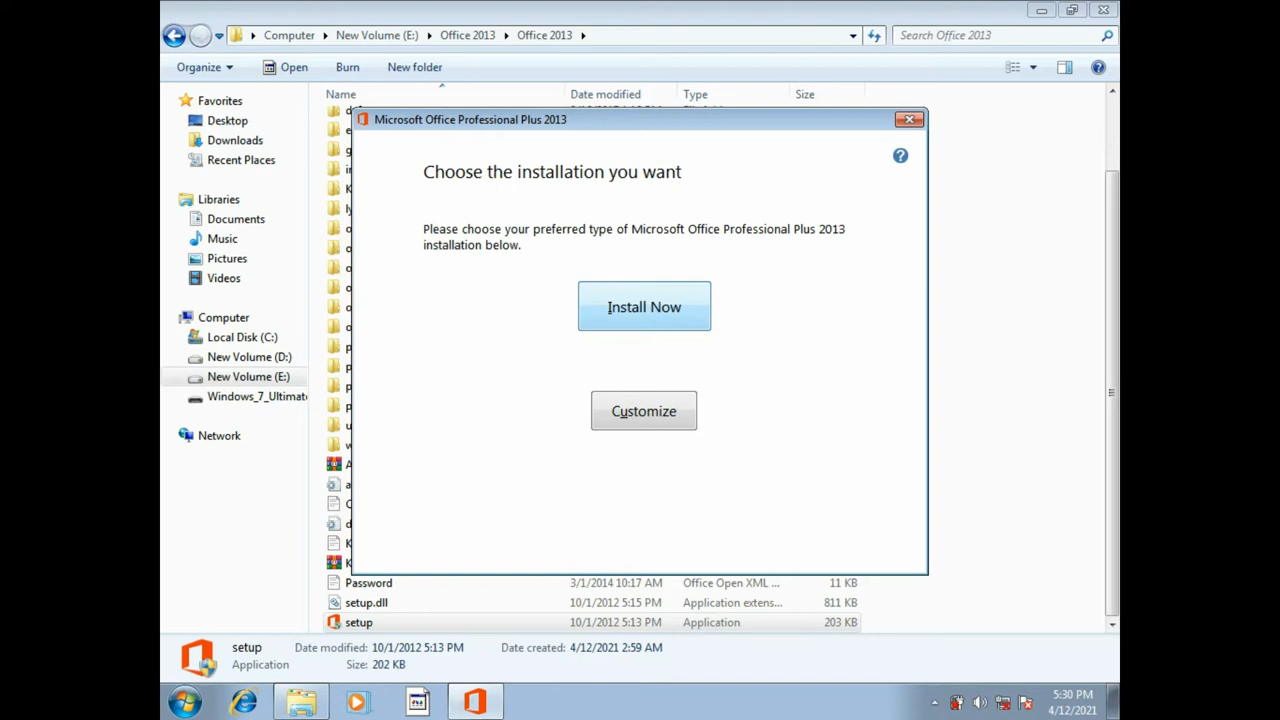 Computer New Volume (E:) Office 2013 Office 2013
Search Office 2013
Organize Open Burn New folder
Name Date modified Type Size
Favorites
Desktop
Downloads
Recent Places
Libraries
Documents
Music
Pictures
Videos
Computer
Local Disk (C:)
New Volume (D:)
New Volume (E:)
Windows_7_Ultimat
Network
Microsoft Office Professional Plus 2013
Choose the installation you want
Please choose your preferred type of Microsoft Office Professional Plus 2013
installation below.
Install Now
Customize
Password 3/1/2014 10:17 AM Office Open XML ... 11 KB
setup.dll 10/1/2012 5:15 PM Application extens... 811 KB
setup 10/1/2012 5:13 PM Application 203 KB
setup Date modified: 10/1/2012 5:13 PM Date created: 4/12/2021 2:59 AM
Application Size: 202 KB
5:30 PM
4/12/2021